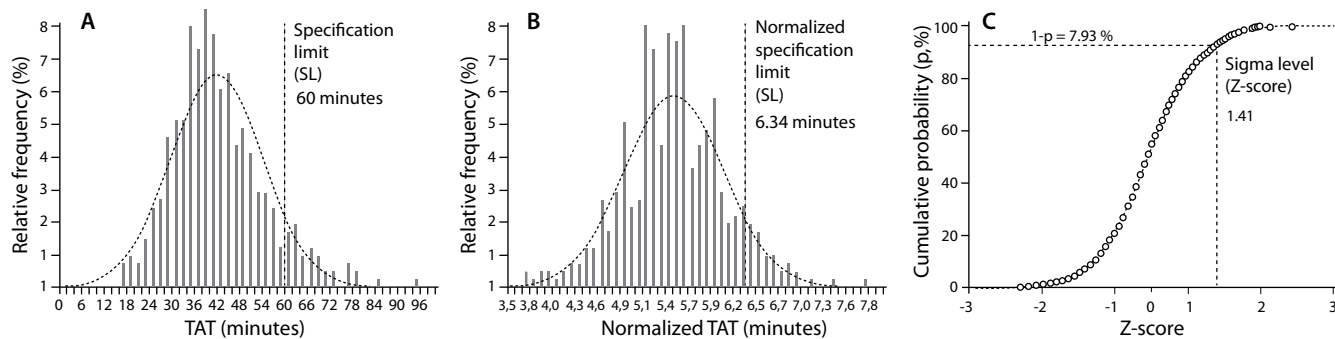 A
Specification
limit
(SL)
60 minutes
Relative frequency (%)
8
7
6
5
4
3
2
1
1
0 6 12 18 24 30 36 42 48 54 60 66 72 78 84 90 96
TAT (minutes)
B
Normalized
specification
limit
(SL)
6.34 minutes
Relative frequency (%)
8
7
6
5
4
3
2
1
1
3,5 3,8 4,0 4,3 4,6 4,9 5,1 5,4 5,7 5,9 6,2 6,5 6,7 7,0 7,3 7,6 7,8
Normalized TAT (minutes)
C
1-p = 7.93 %
Sigma level
(Z-score)
1.41
Cumulative probability (p,%)
100
80
60
40
20
0
-3 -2 -1 0 1 2 3
Z-score